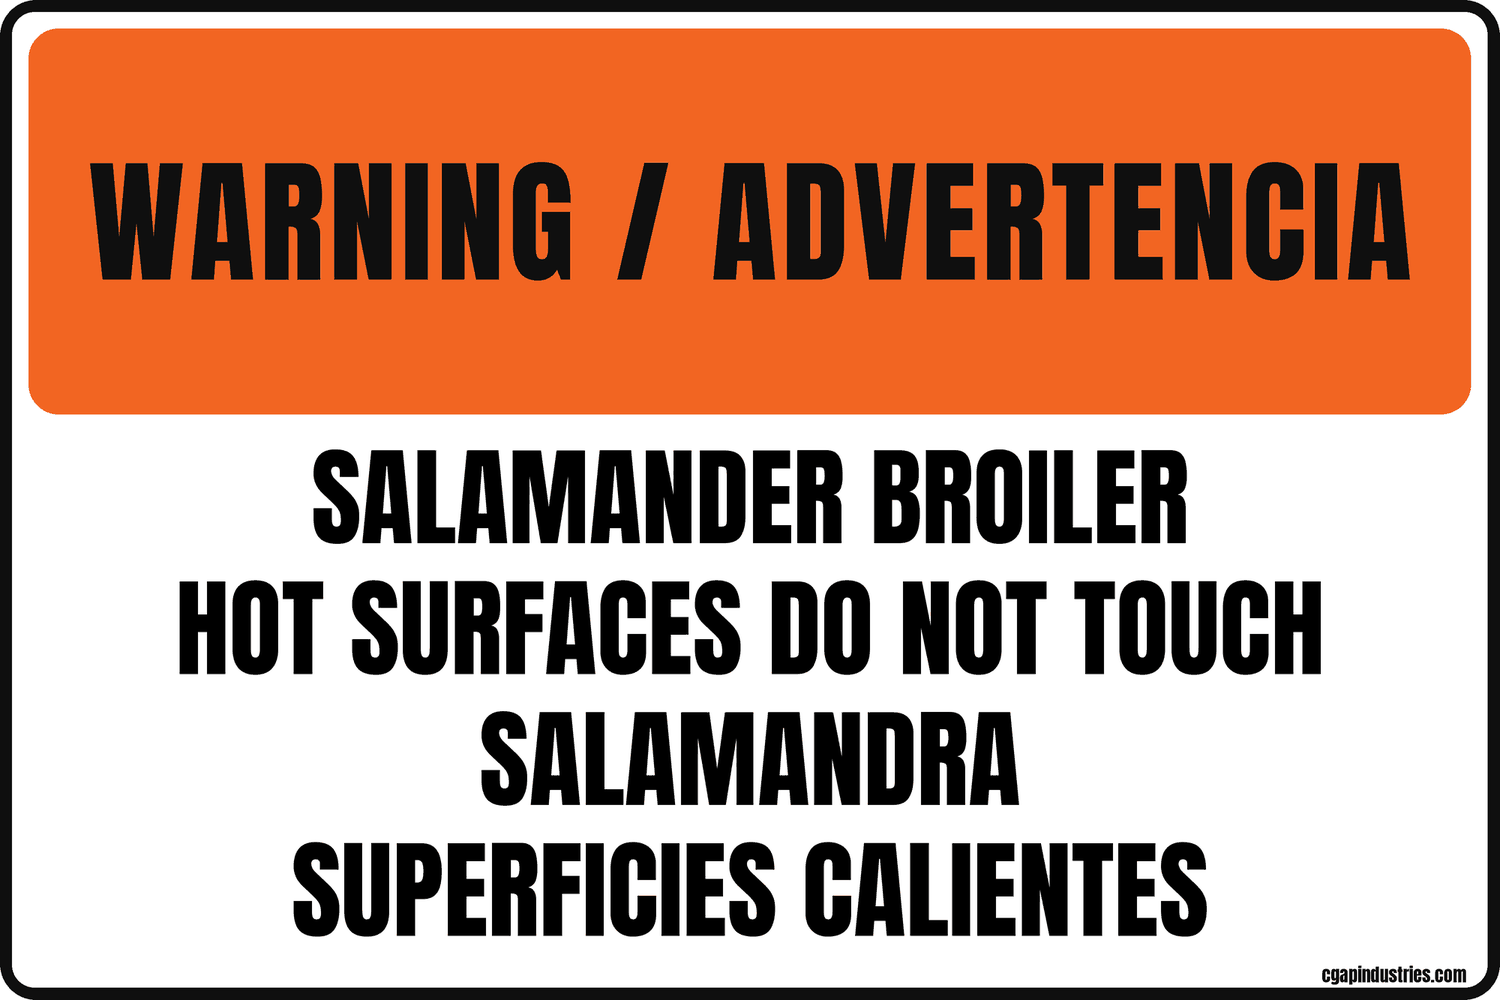 WARNING / ADVERTENCIA
SALAMANDER BROILER
HOT SURFACES DO NOT TOUCH
SALAMANDRA
SUPERFICIES CALIENTES
cgapindustries.com